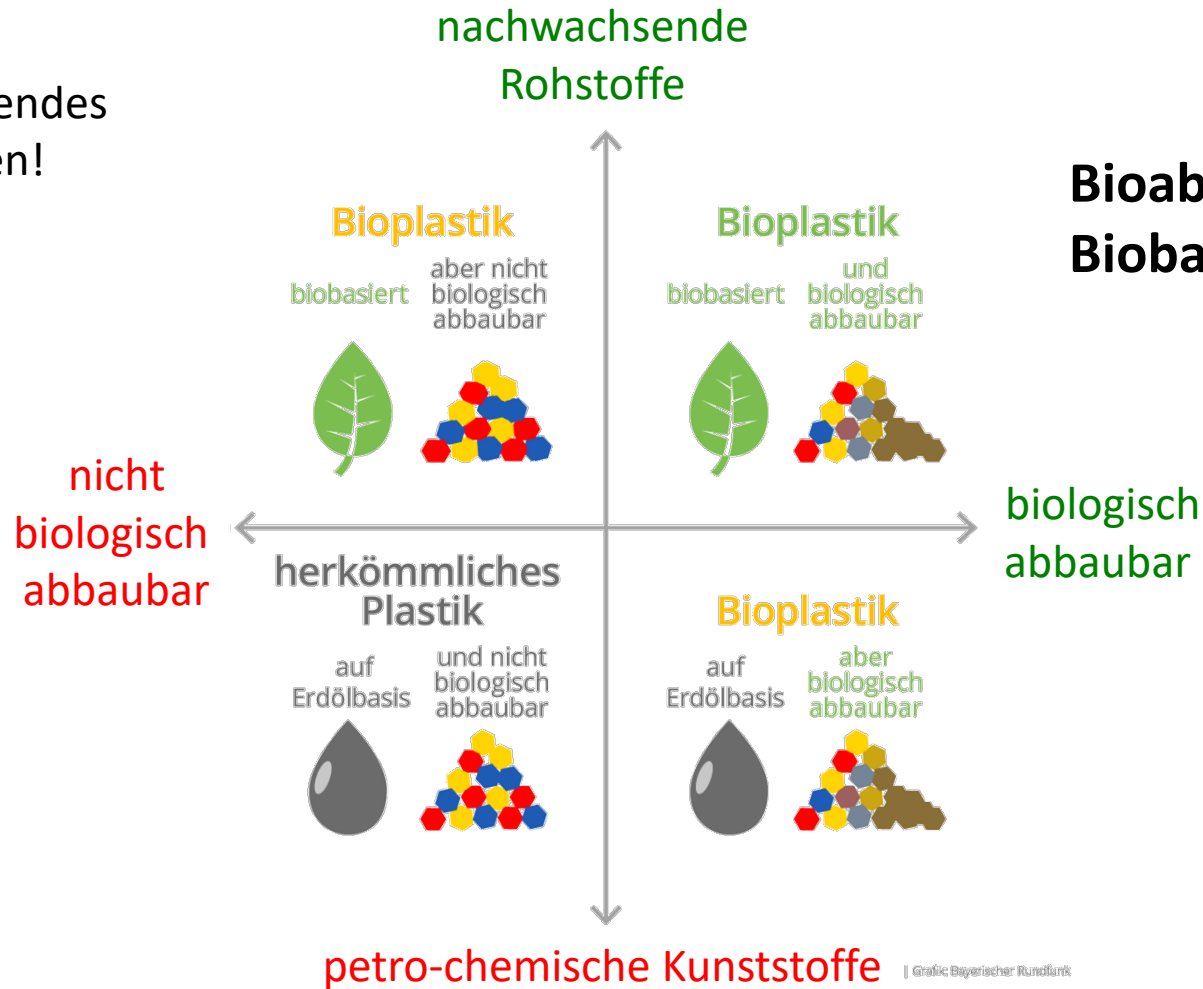 nachwachsende
Rohstoffe
endes
en!
Bioab
Bioba
Bioplastik
biobasiert
aber nicht
biologisch
abbaubar
Bioplastik
biobasiert
und
biologisch
abbaubar
nicht
biologisch
abbaubar
biologisch
abbaubar
herkömmliches
Plastik
auf
Erdölbasis
und nicht
biologisch
abbaubar
Bioplastik
auf
Erdölbasis
aber
biologisch
abbaubar
petro-chemische Kunststoffe
| Grafik: Bayerischer Rundfunk